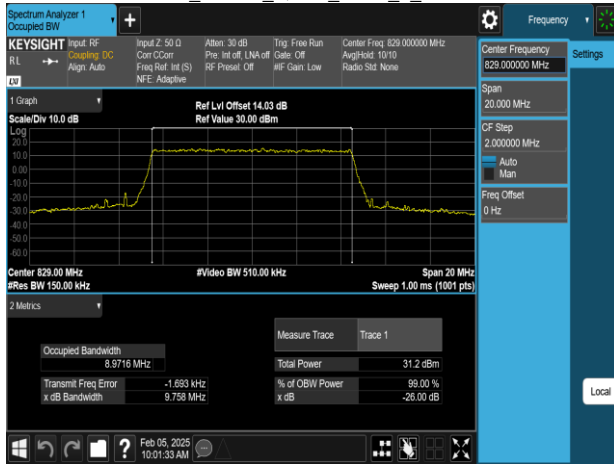 Spectrum Analyzer 1
Occupied BW
Frequency
KEYSIGHT
Input: RF
Coupling: DC
Align: Auto
R L
LXI
Input Z: 50 Ω
Corr CCorr
Freq Ref: Int (S)
NFE: Adaptive
Atten: 30 dB
Pre: Int off, LNA off
RF Preset: Off
Trig: Free Run
Gate: Off
#IF Gain: Low
Center Freq: 829.000000 MHz
Avg|Hold: 10/10
Radio Std: None
Center Frequency
829.000000 MHz
Settings
Span
20.000 MHz
CF Step
2.000000 MHz
Auto
Man
Freq Offset
0 Hz
Local
1 Graph
Scale/Div 10.0 dB
Ref Lvl Offset 14.03 dB
Ref Value 30.00 dBm
Log
20.0
10.0
0.00
-10.0
-20.0
-30.0
-40.0
-50.0
-60.0
Center 829.00 MHz
#Video BW 510.00 kHz
Span 20 MHz
#Res BW 150.00 kHz
Sweep 1.00 ms (1001 pts)
2 Metrics
Measure Trace
Trace 1
Occupied Bandwidth
8.9716 MHz
Total Power
31.2 dBm
Transmit Freq Error
-1.693 kHz
% of OBW Power
99.00 %
x dB Bandwidth
9.758 MHz
x dB
-26.00 dB
Feb 05, 2025
10:01:33 AM